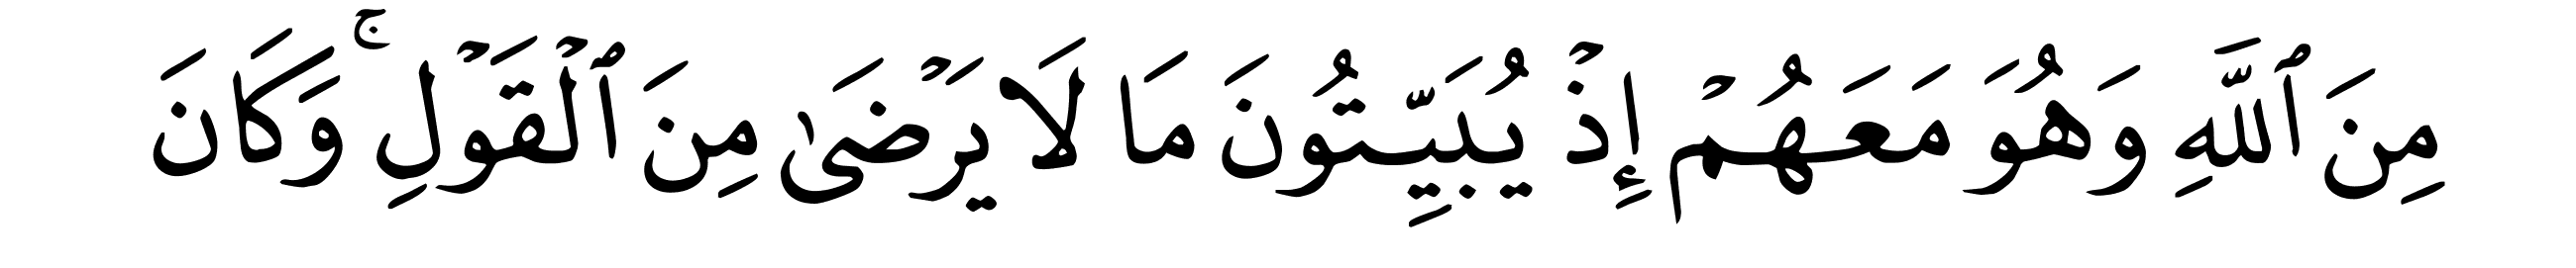 مِنَ ٱللَّهِ وَهُوَ مَعَهُمۡ إِذۡ يُبَيِّتُونَ مَا لَا يَرۡضَىٰ مِنَ ٱلۡقَوۡلِۚ وَكَانَ